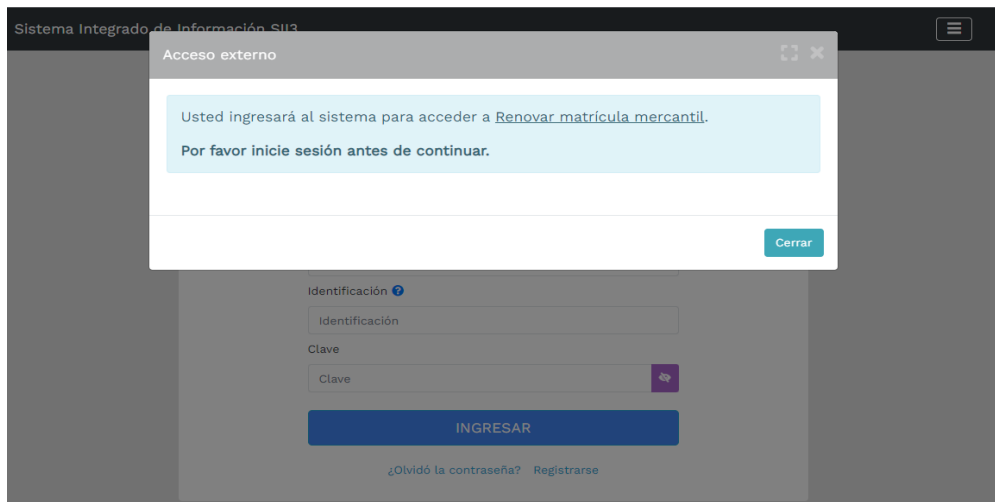 Sistema Integrado de Información SII3
Acceso externo
Usted ingresará al sistema para acceder a Renovar matrícula mercantil.
Por favor inicie sesión antes de continuar.
Cerrar
Identificación
Identificación
Clave
Clave
INGRESAR
¿Olvidó la contraseña? Registrarse